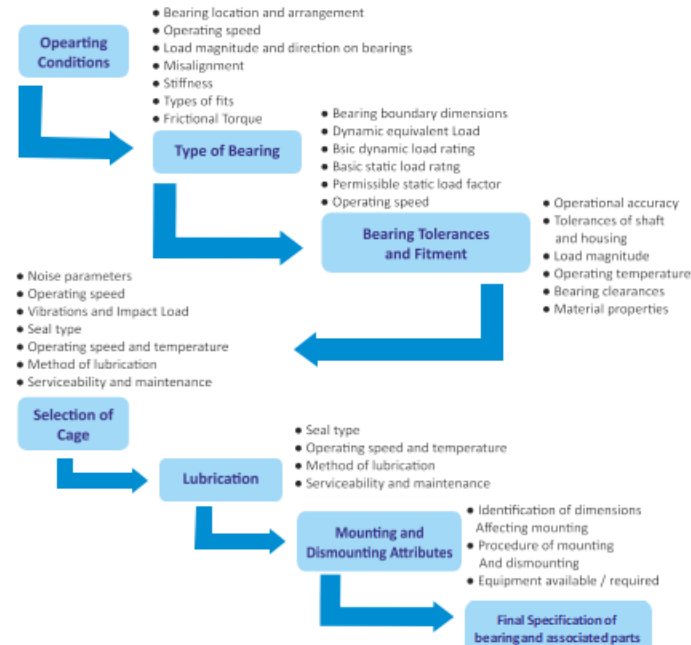 Opearting
Conditions
● Bearing location and arrangement
● Operating speed
● Load magnitude and direction on bearings
● Misalignment
● Stiffness
● Types of fits
● Frictional Torque
Type of Bearing
● Bearing boundary dimensions
● Dynamic equivalent Load
● Bsic dynamic load rating
● Basic static load ratng
● Permissible static load factor
● Operating speed
Bearing Tolerances
and Fitment
● Operational accuracy
● Tolerances of shaft
and housing
● Load magnitude
● Operating temperature
● Bearing clearances
● Material properties
● Noise parameters
● Operating speed
● Vibrations and Impact Load
● Seal type
● Operating speed and temperature
● Method of lubrication
● Serviceability and maintenance
Selection of
Cage
Lubrication
● Seal type
● Operating speed and temperature
● Method of lubrication
● Serviceability and maintenance
Mounting and
Dismounting Attributes
● Identification of dimensions
Affecting mounting
● Procedure of mounting
And dismounting
● Equipment available / required
Final Specification of
bearing and associated parts